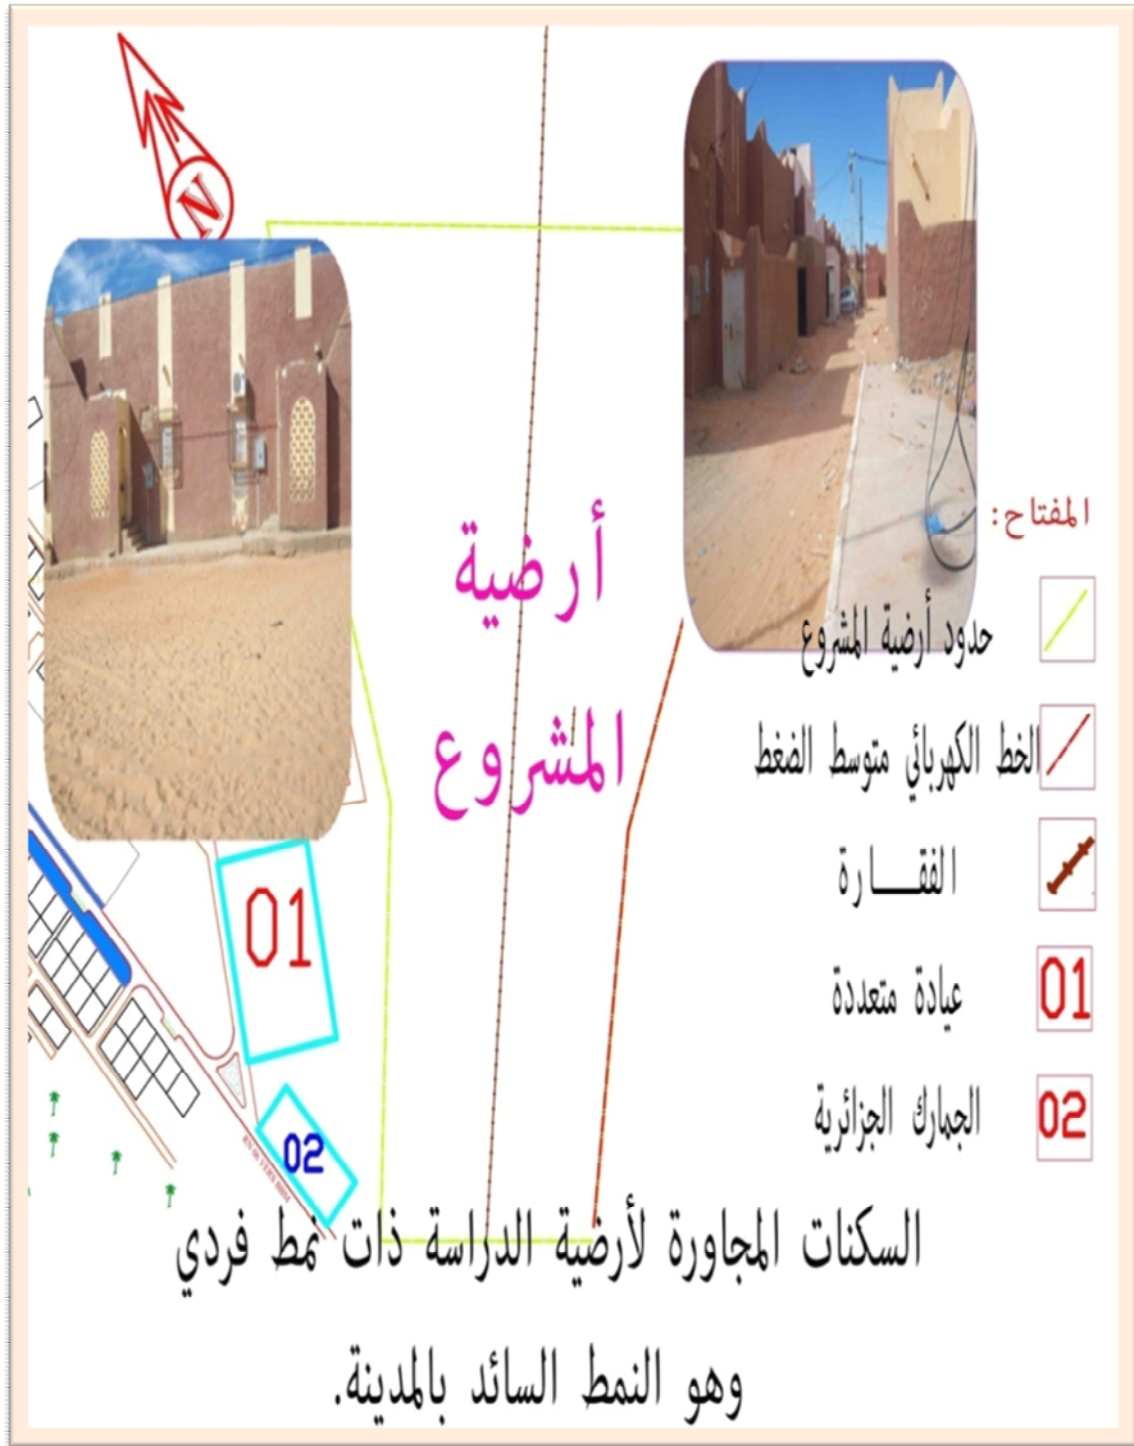 N
أرضية
المشروع
المفتاح:
حدود أرضية المشروع
الخط الكهربائي متوسط الضغط
الفقـــارة
01 عيادة متعددة
02 الجمارك الجزائرية
01
02
السكنات المجاورة لأرضية الدراسة ذات نمط فردي
وهو النمط السائد بالمدينة.